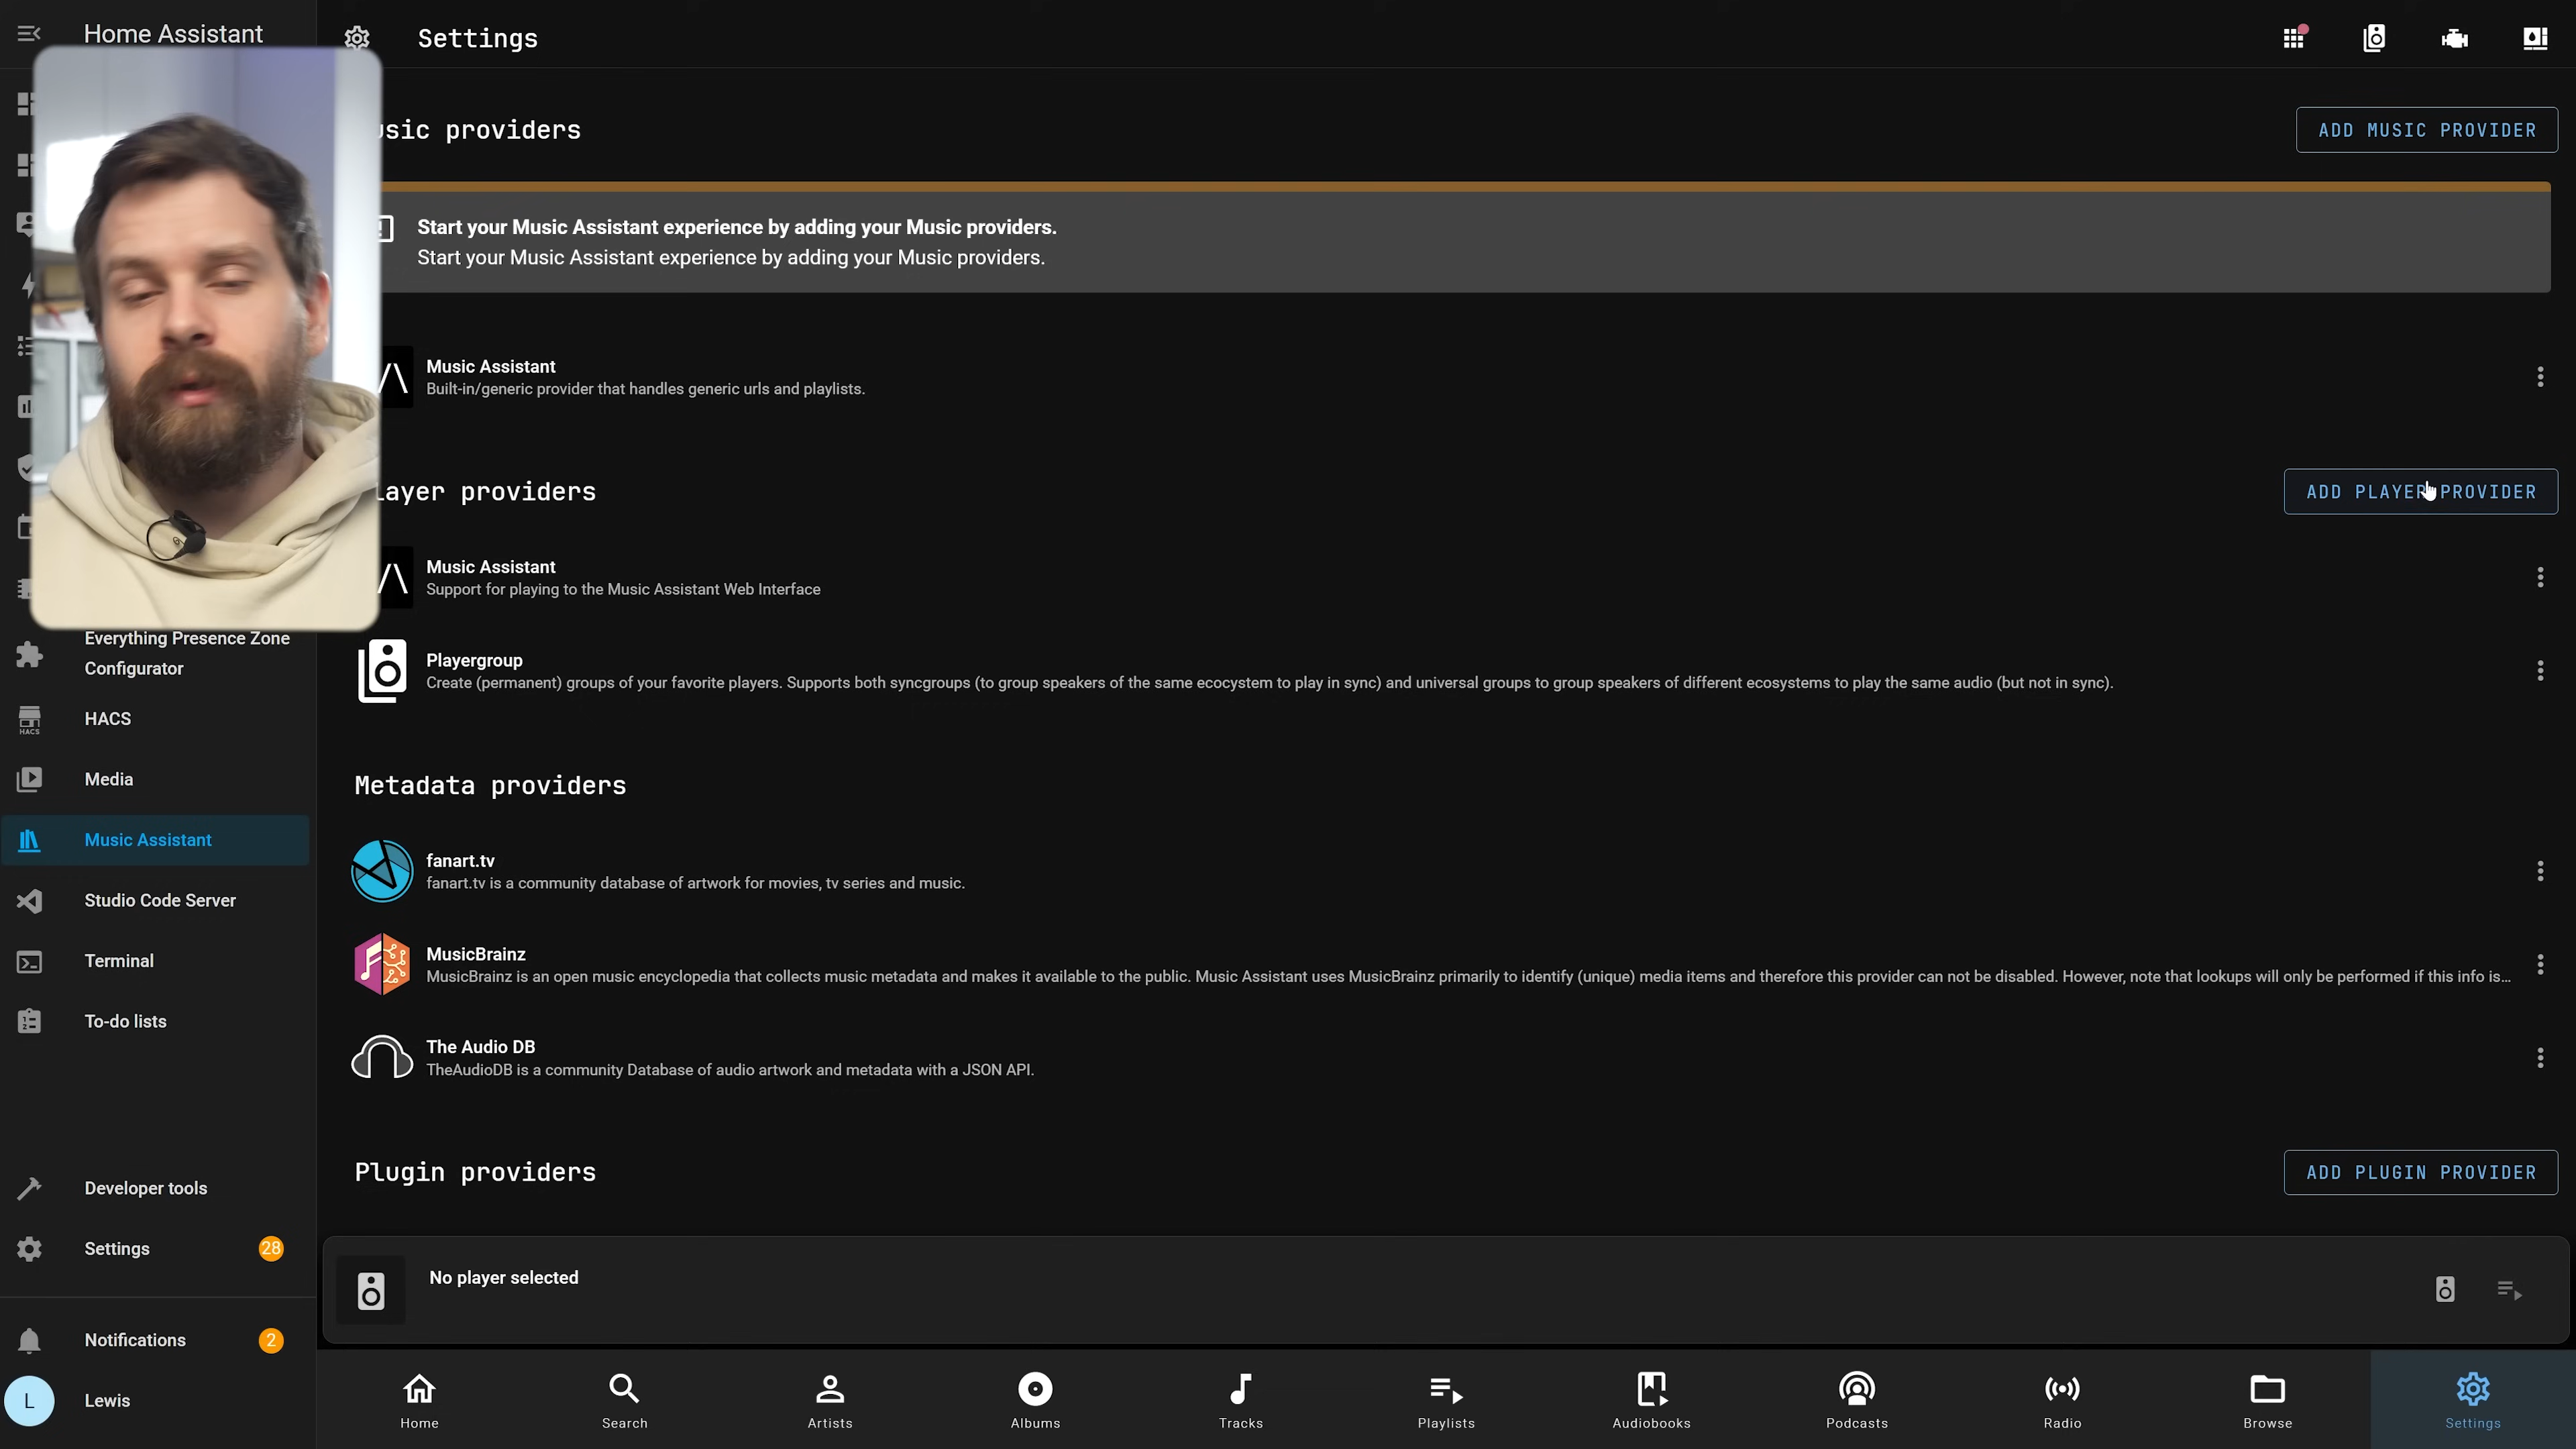 Home Assistant
Settings
sic providers
ADD MUSIC PROVIDER
Start your Music Assistant experience by adding your Music providers.
Start your Music Assistant experience by adding your Music providers.
Music Assistant
Built-in/generic provider that handles generic urls and playlists.
layer providers
ADD PLAYER PROVIDER
Music Assistant
Support for playing to the Music Assistant Web Interface
Playergroup
Create (permanent) groups of your favorite players. Supports both syncgroups (to group speakers of the same ecocystem to play in sync) and universal groups to group speakers of different ecosystems to play the same audio (but not in sync).
Metadata providers
fanart.tv
fanart.tv is a community database of artwork for movies, tv series and music.
MusicBrainz
MusicBrainz is an open music encyclopedia that collects music metadata and makes it available to the public. Music Assistant uses MusicBrainz primarily to identify (unique) media items and therefore this provider can not be disabled. However, note that lookups will only be performed if this info is...
The Audio DB
TheAudioDB is a community Database of audio artwork and metadata with a JSON API.
Plugin providers
ADD PLUGIN PROVIDER
Everything Presence Zone
Configurator
HACS
HACS
Media
Music Assistant
Studio Code Server
Terminal
To-do lists
Developer tools
Settings
28
Notifications
2
L
Lewis
No player selected
Home
Search
Artists
Albums
Tracks
Playlists
Audiobooks
Podcasts
Radio
Browse
Settings